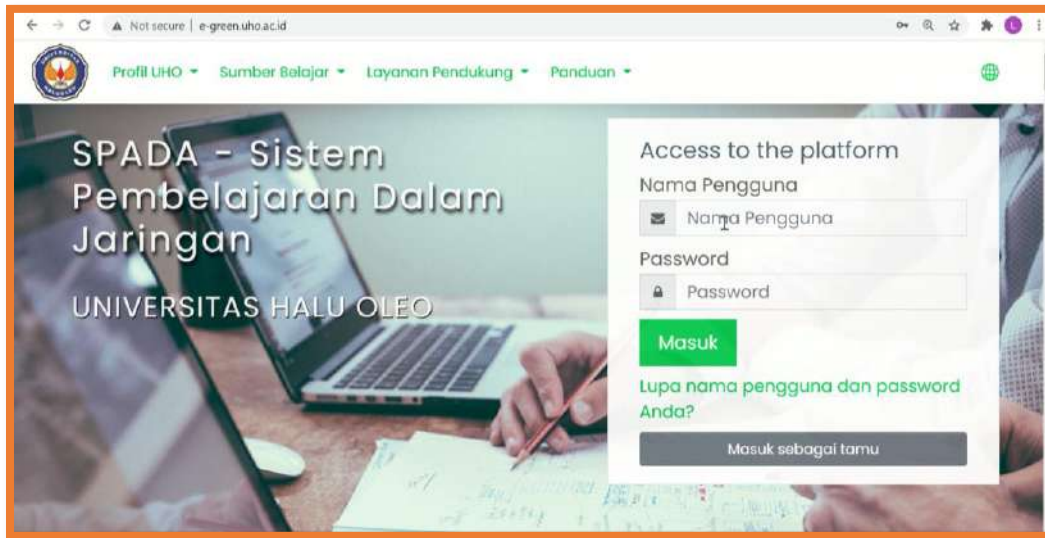 Not secure | e-green.uho.ac.id
L
Profil UHO Sumber Belajar Layanan Pendukung Panduan
SPADA - Sistem
Pembelajaran Dalam
Jaringan
UNIVERSITAS HALU OLEO
Access to the platform
Nama Pengguna
Nama Pengguna
Password
Password
Masuk
Lupa nama pengguna dan password
Anda?
Masuk sebagai tamu